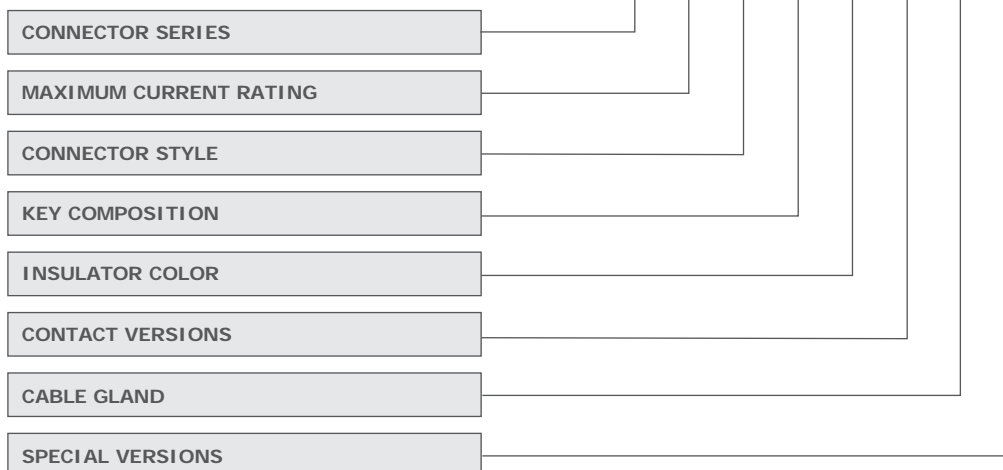 CONNECTOR SERIES
MAXIMUM CURRENT RATING
CONNECTOR STYLE
KEY COMPOSITION
INSULATOR COLOR
CONTACT VERSIONS
CABLE GLAND
SPECIAL VERSIONS